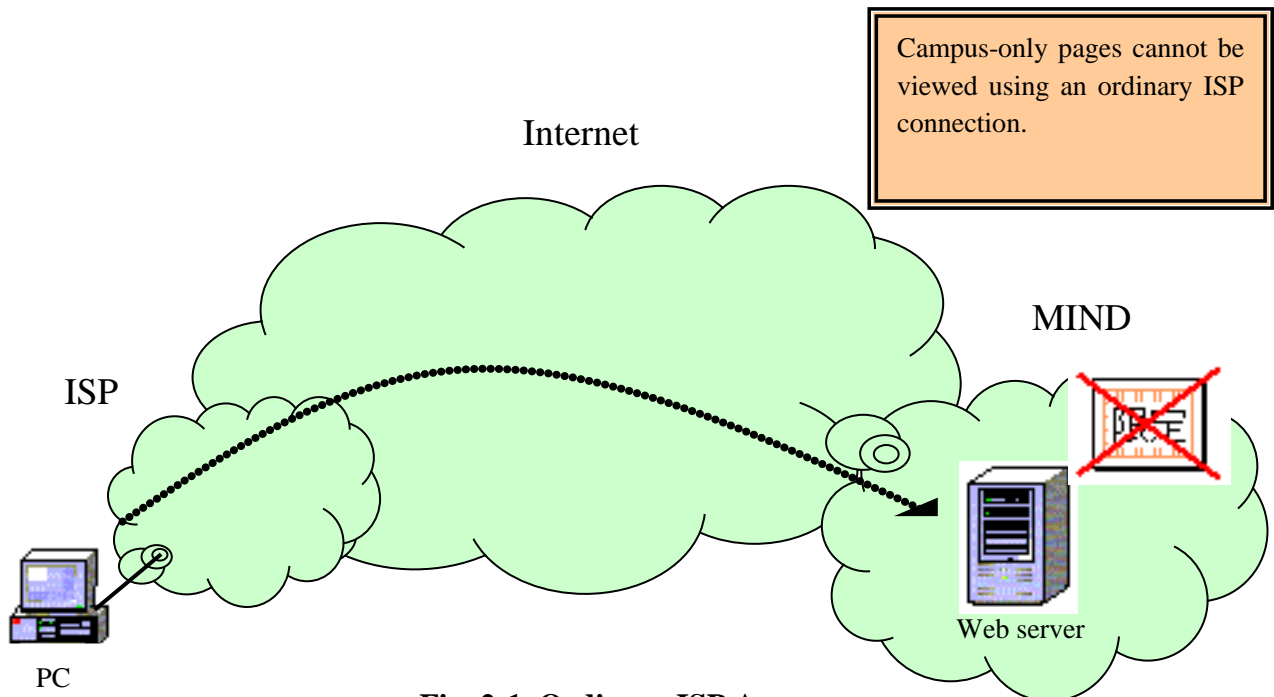 Campus-only pages cannot be
viewed using an ordinary ISP
connection.
Internet
MIND
ISP
限定
Web server
PC
Fig. 2-1 Ordinary ISP A